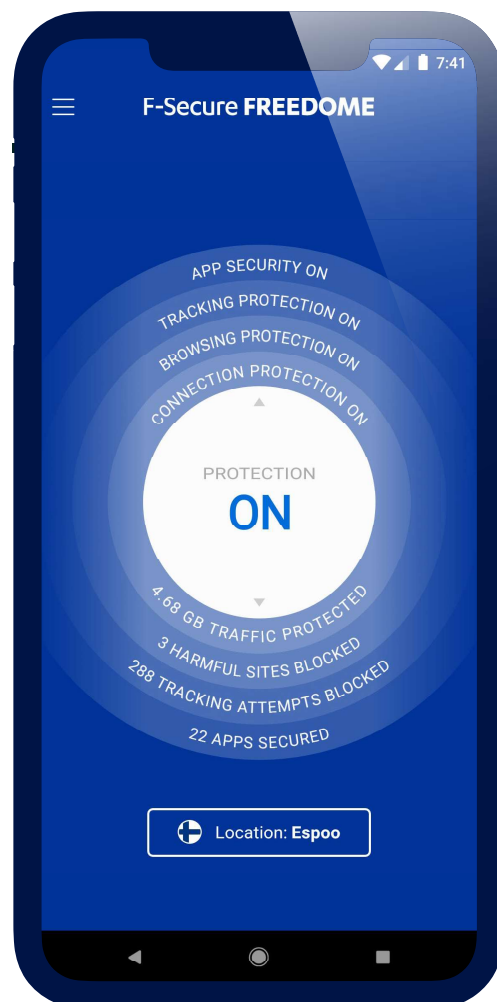 7:41
F-Secure FREEDOME
APP SECURITY ON
TRACKING PROTECTION ON
BROWSING PROTECTION ON
CONNECTION PROTECTION ON
PROTECTION
ON
4.68 GB TRAFFIC PROTECTED
3 HARMFUL SITES BLOCKED
288 TRACKING ATTEMPTS BLOCKED
22 APPS SECURED
Location: Espoo